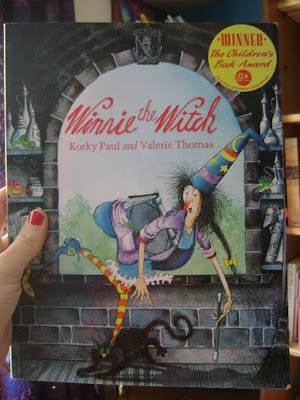 WINNER
The Children's
Book Award
Winnie the Witch
Korky Paul and Valerie Thomas